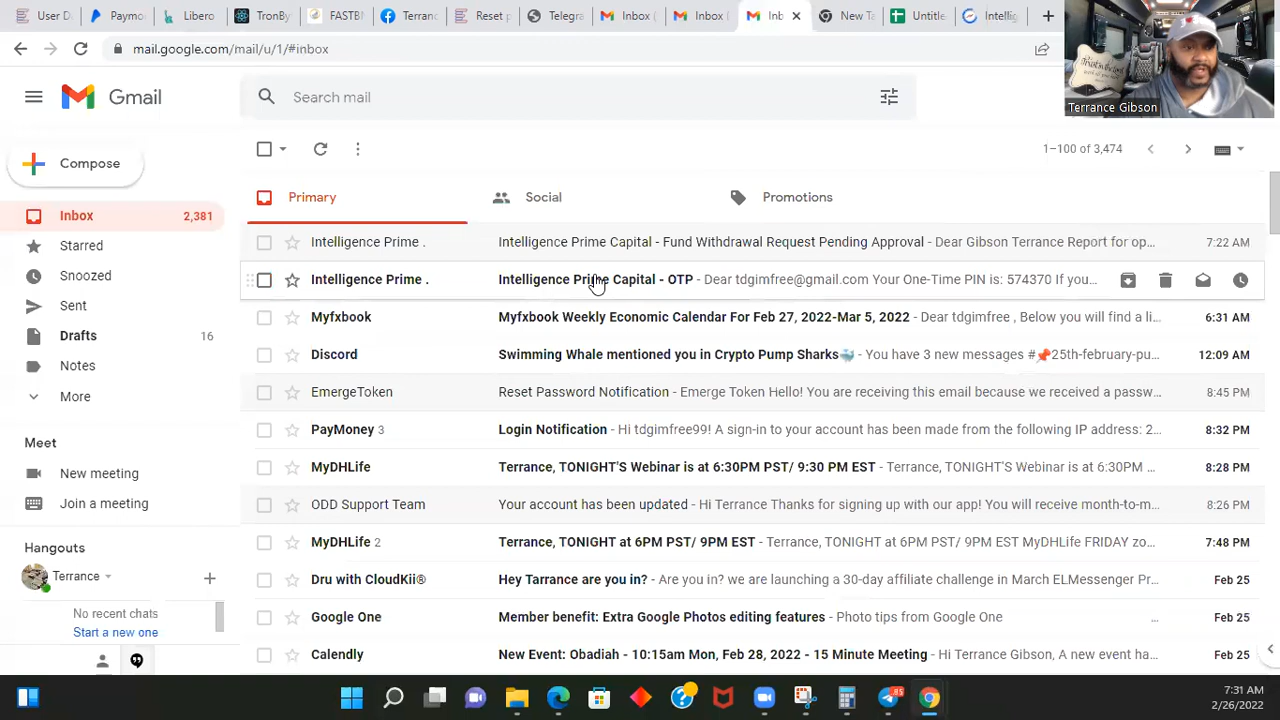 User D
Paymo
Libero
TronBy
FASTBN
Terranc
Asset p
Telegra
Inbox (
Inbox (
Inb
New Ta
Untitle
Intellig
mail.google.com/mail/u/1/#inbox
Terrance Gibson
Gmail
Search mail
Compose
1–100 of 3,474
Inbox 2,381
Starred
Snoozed
Sent
Drafts 16
Notes
More
Meet
New meeting
Join a meeting
Hangouts
Terrance
No recent chats
Start a new one
Primary Social Promotions
Intelligence Prime . Intelligence Prime Capital - Fund Withdrawal Request Pending Approval - Dear Gibson Terrance Report for op... 7:22 AM
Intelligence Prime . Intelligence Prime Capital - OTP - Dear tdgimfree@gmail.com Your One-Time PIN is: 574370 If you...
Myfxbook Myfxbook Weekly Economic Calendar For Feb 27, 2022-Mar 5, 2022 - Dear tdgimfree , Below you will find a li... 6:31 AM
Discord Swimming Whale mentioned you in Crypto Pump Sharks🐳 - You have 3 new messages #📌25th-february-pu... 12:09 AM
EmergeToken Reset Password Notification - Emerge Token Hello! You are receiving this email because we received a passw... 8:45 PM
PayMoney 3 Login Notification - Hi tdgimfree99! A sign-in to your account has been made from the following IP address: 2... 8:32 PM
MyDHLife Terrance, TONIGHT'S Webinar is at 6:30PM PST/ 9:30 PM EST - Terrance, TONIGHT'S Webinar is at 6:30PM ... 8:28 PM
ODD Support Team Your account has been updated - Hi Terrance Thanks for signing up with our app! You will receive month-to-m... 8:26 PM
MyDHLife 2 Terrance, TONIGHT at 6PM PST/ 9PM EST - Terrance, TONIGHT at 6PM PST/ 9PM EST MyDHLife FRIDAY zo... 7:48 PM
Dru with CloudKii® Hey Tarrance are you in? - Are you in? we are launching a 30-day affiliate challenge in March ELMessenger Pr... Feb 25
Google One Member benefit: Extra Google Photos editing features - Photo tips from Google One ... Feb 25
Calendly New Event: Obadiah - 10:15am Mon, Feb 28, 2022 - 15 Minute Meeting - Hi Terrance Gibson, A new event ha... Feb 25
85
7:31 AM
2/26/2022